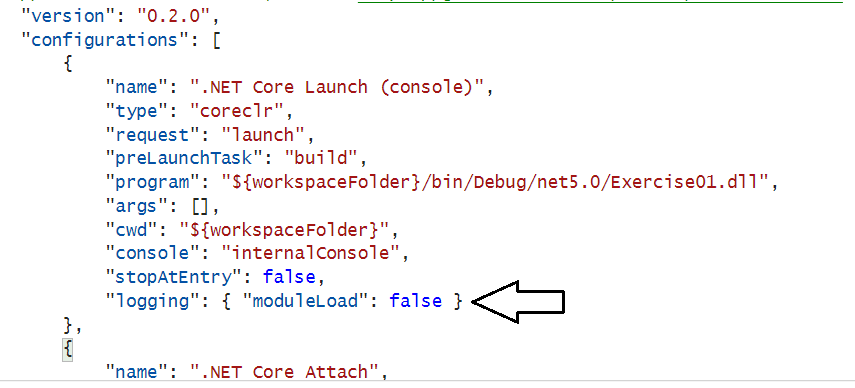 "version": "0.2.0",
"configurations": [
{
"name": ".NET Core Launch (console)",
"type": "coreclr",
"request": "launch",
"preLaunchTask": "build",
"program": "${workspaceFolder}/bin/Debug/net5.0/Exercise01.dll",
"args": [],
"cwd": "${workspaceFolder}",
"console": "internalConsole",
"stopAtEntry": false,
"logging": { "moduleLoad": false }
},
{
"name": ".NET Core Attach",